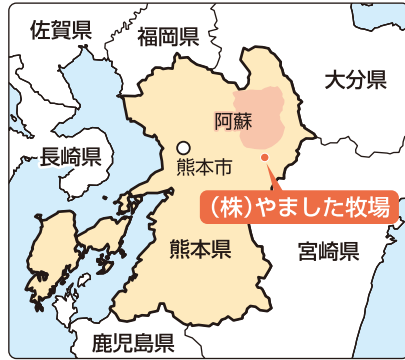 佐賀県
福岡県
大分県
阿蘇
長崎県
熊本市
(株)やました牧場
熊本県
宮崎県
鹿児島県